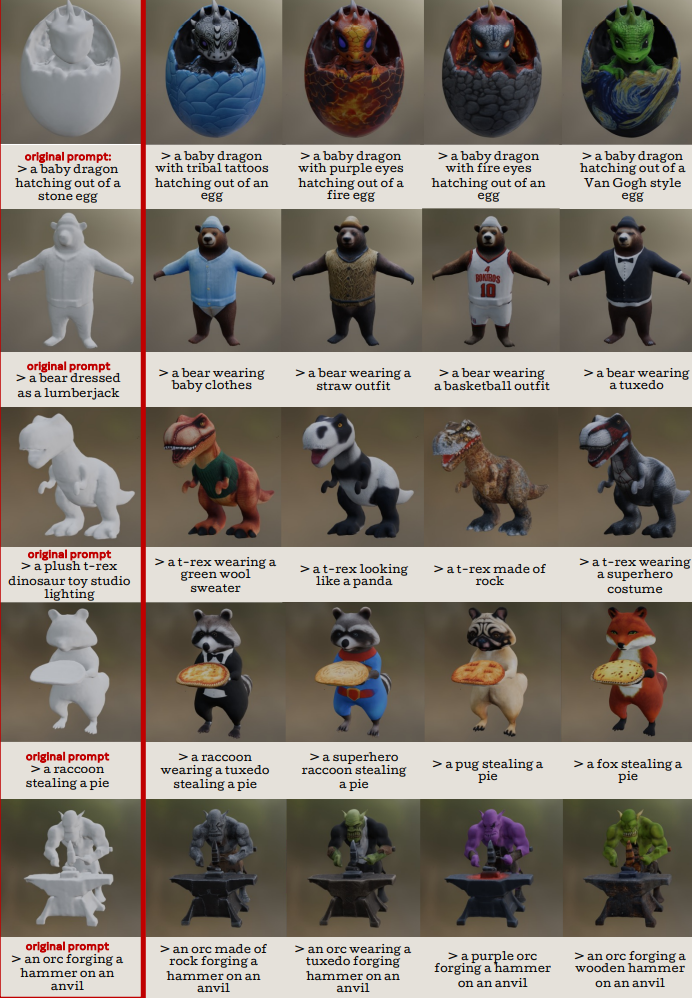 original prompt:
> a baby dragon
hatching out of a
stone egg
> a baby dragon
with tribal tattoos
hatching out of an
egg
> a baby dragon
with purple eyes
hatching out of a
fire egg
> a baby dragon
with fire eyes
hatching out of an
egg
> a baby dragon
hatching out of a
Van Gogh style
egg
4
10
original prompt
> a bear dressed
as a lumberjack
> a bear wearing
baby clothes
> a bear wearing a
straw outfit
> a bear wearing
a basketball outfit
> a bear wearing
a tuxedo
original prompt
> a plush t-rex
dinosaur toy studio
lighting
> a t-rex wearing a
green wool
sweater
> a t-rex looking
like a panda
> a t-rex made of
rock
> a t-rex wearing
a superhero
costume
original prompt
> a raccoon
stealing a pie
> a raccoon
wearing a tuxedo
stealing a pie
> a superhero
raccoon stealing
a pie
> a pug stealing a
pie
> a fox stealing a
pie
original prompt
> an orc forging a
hammer on an
anvil
> an orc made of
rock forging a
hammer on an
anvil
> an orc wearing a
tuxedo forging
hammer on an
anvil
> a purple orc
forging a hammer
on an anvil
> an orc forging a
wooden hammer
on an anvil